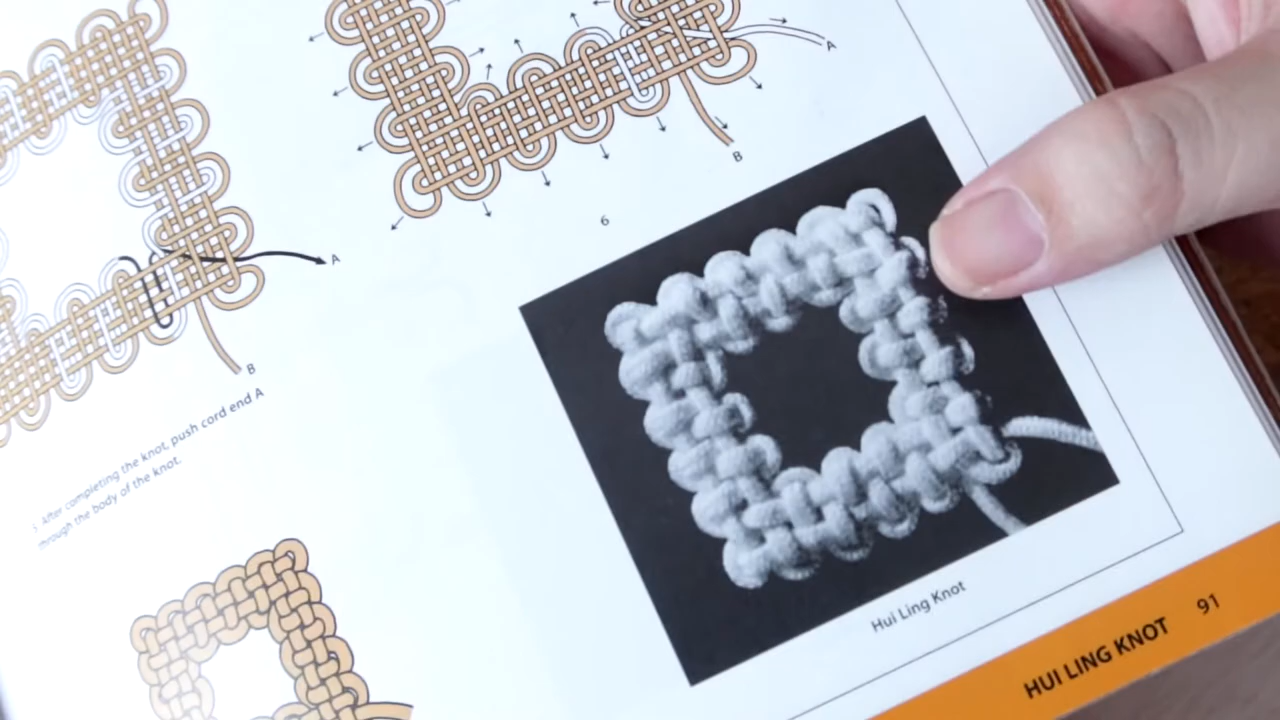 A
B
6
A
B
5. After completing the knot, push cord end A
through the body of the knot.
Hui Ling Knot
HUI LING KNOT 91